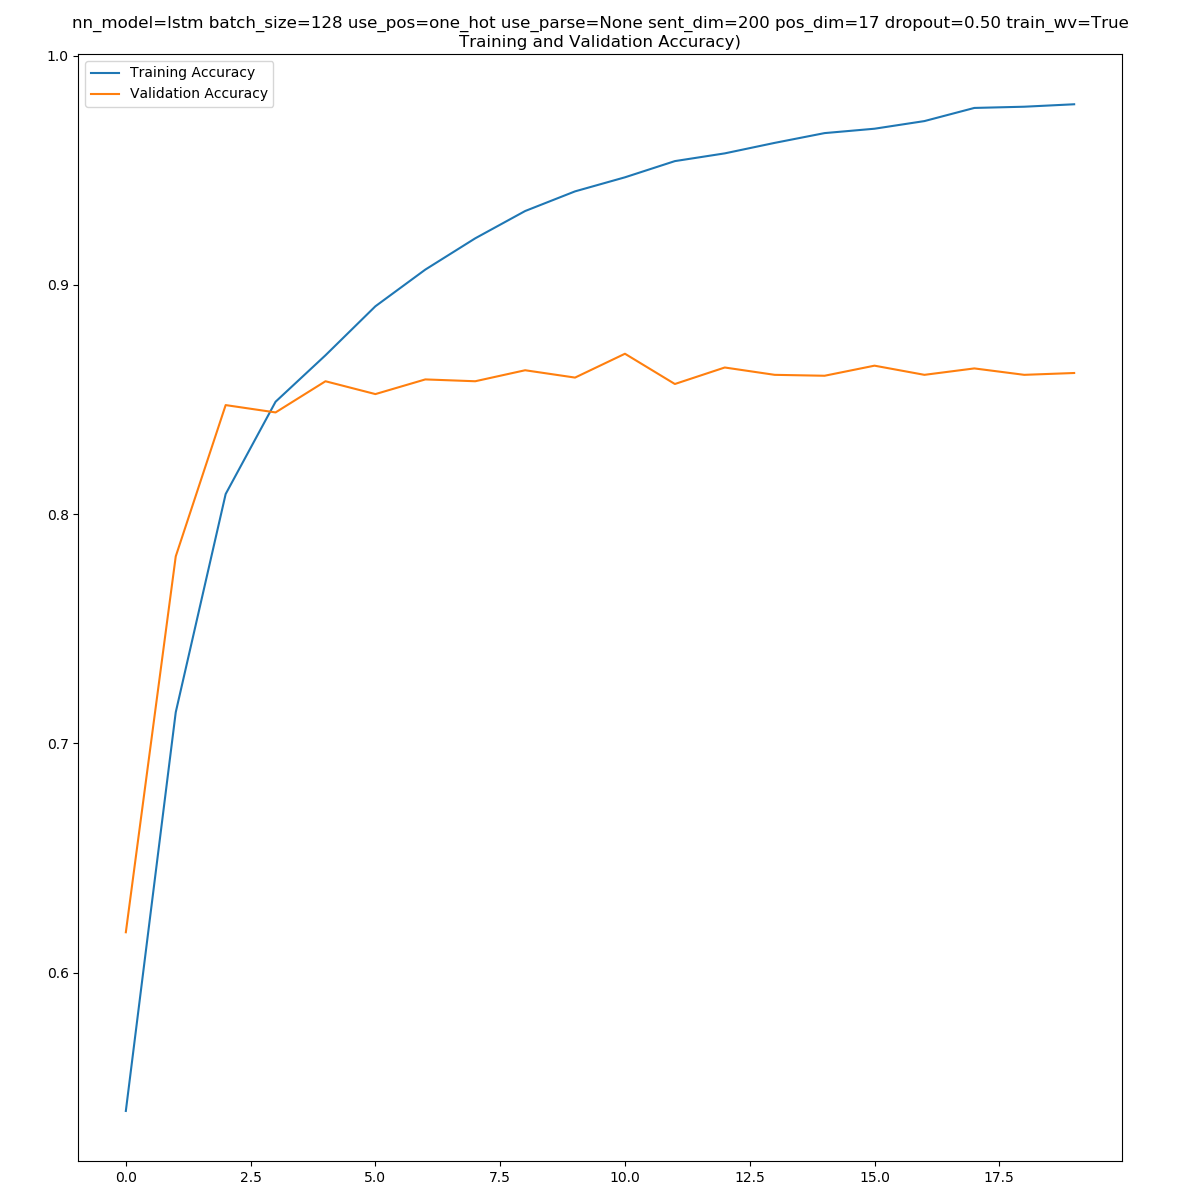 nn_model=lstm batch_size=128 use_pos=one_hot use_parse=None sent_dim=200 pos_dim=17 dropout=0.50 train_wv=True
Training and Validation Accuracy)
Training Accuracy
Validation Accuracy
1.0
0.9
0.8
0.7
0.6
0.0 2.5 5.0 7.5 10.0 12.5 15.0 17.5